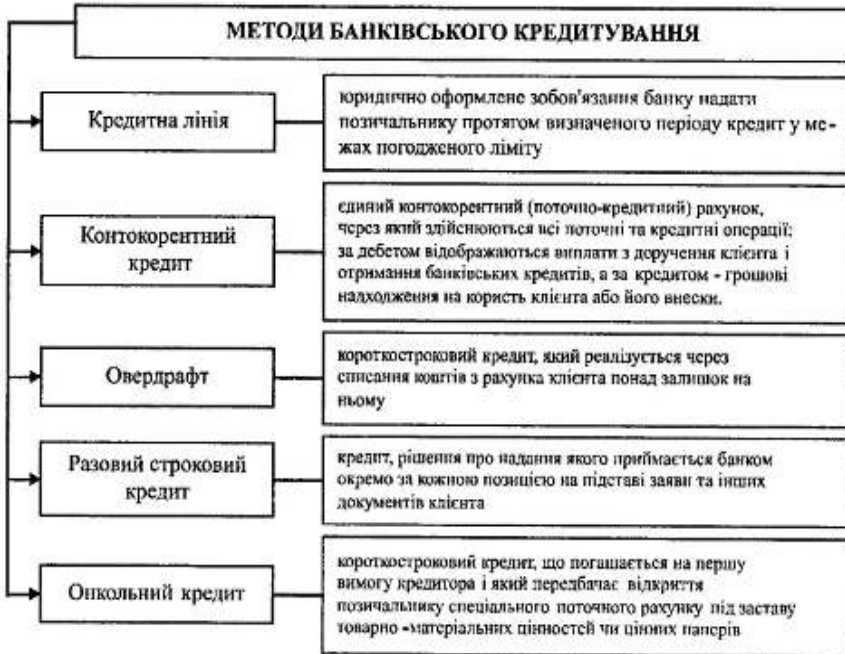 МЕТОДИ БАНКІВСЬКОГО КРЕДИТУВАННЯ
Кредитна лінія
юридично оформлене зобов'язання банку надати
позичальнику протягом визначеного періоду кредит у ме-
жах погодженого ліміту
Контокорентний
кредит
єдиний контокорентний (поточно-кредитний) рахунок,
через який здійснюються всі поточні та кредитні операції;
за дебетом відображаються виплати з доручення клієнта і
отримання банківських кредитів, а за кредитом - грошові
надходження на користь клієнта або його внески.
Овердрафт
короткостроковий кредит, який реалізується через
списання коштів з рахунка клієнта понад залишок на
ньому
Разовий строковий
кредит
кредит, рішення про надання якого приймається банком
окремо за кожною позицією на підставі заяви та інших
документів клієнта
Онкольний кредит
короткостроковий кредит, що погашається на першу
вимогу кредитора і який передбачає відкриття
позичальнику спеціального поточного рахунку під заставу
товарно -матеріальних цінностей чи цінних паперів